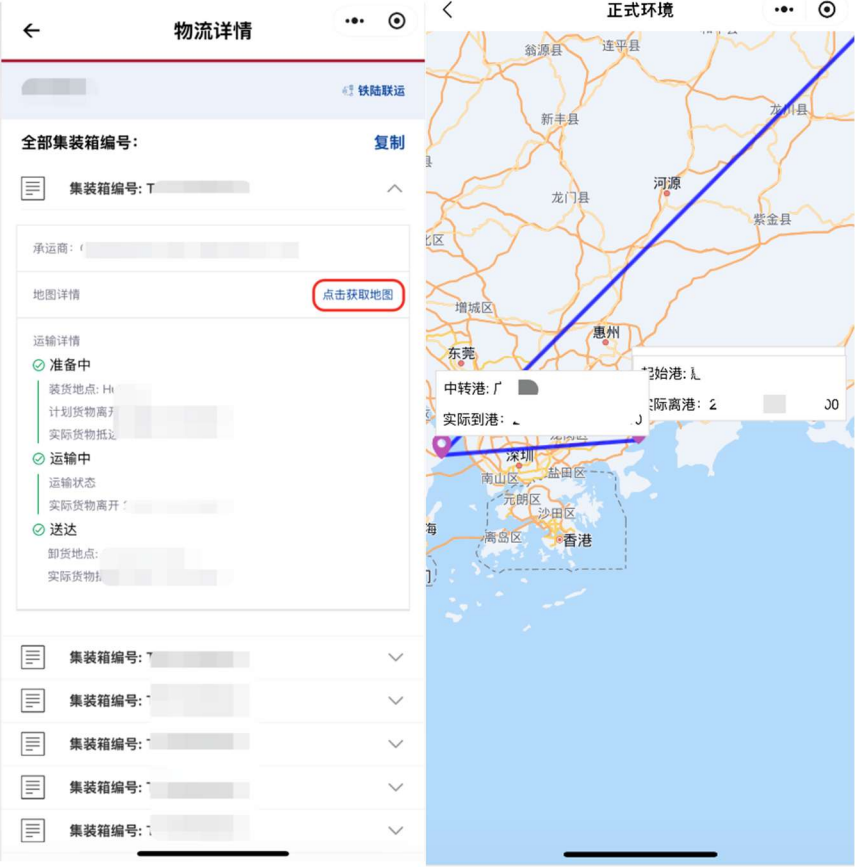 物流详情
铁陆联运
全部集装箱编号：
复制
集装箱编号: T
承运商:
地图详情
点击获取地图
运输详情
准备中
装货地点: Hu
计划货物离开
实际货物抵达
运输中
运输状态
实际货物离开
送达
卸货地点:
实际货物
集装箱编号:
集装箱编号:
集装箱编号:
集装箱编号:
集装箱编号:
正式环境
翁源县
连平县
新丰县
龙川县
河源
龙门县
紫金县
增城区
惠州
东莞
中转港:
实际到港:
起始港:
实际离港: 2
00
深圳
南山区
盐田区
元朗区
沙田区
离岛区
香港